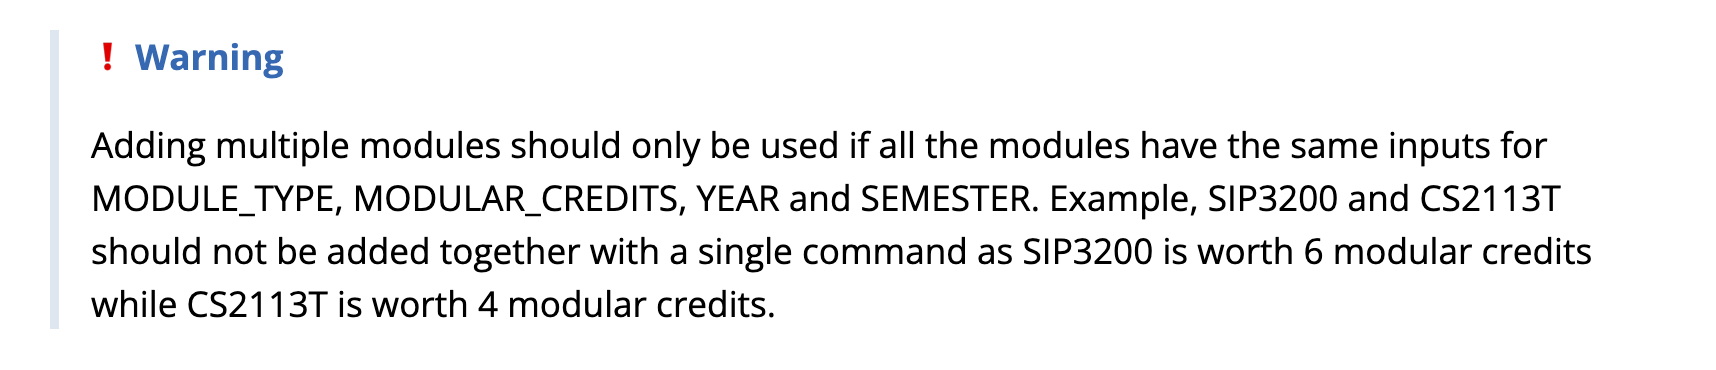 ❗ Warning
Adding multiple modules should only be used if all the modules have the same inputs for
MODULE_TYPE, MODULAR_CREDITS, YEAR and SEMESTER. Example, SIP3200 and CS2113T
should not be added together with a single command as SIP3200 is worth 6 modular credits
while CS2113T is worth 4 modular credits.